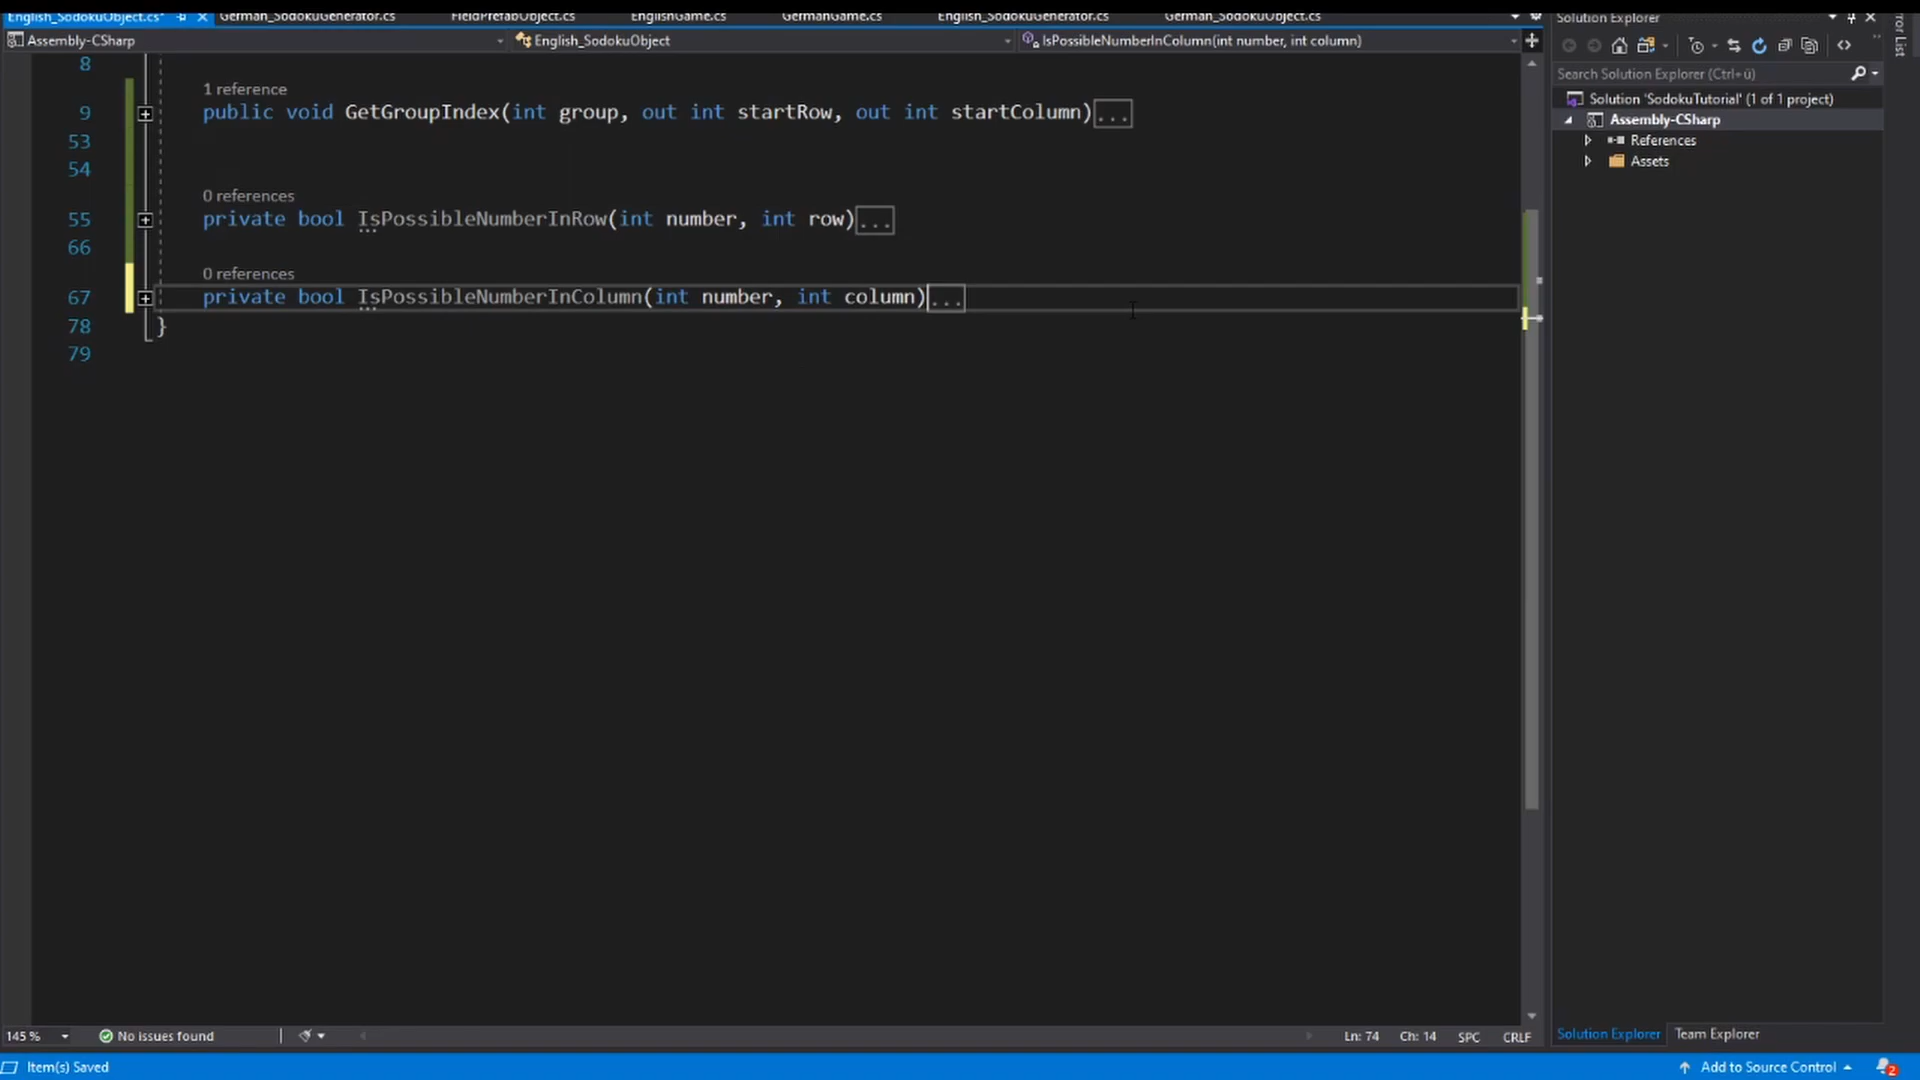 English_SodokuObject.cs* German_SodokuGenerator.cs FieldPrefabObject.cs EnglishGame.cs GermanGame.cs English_SodokuGenerator.cs German_SodokuObject.cs Solution Explorer
Assembly-CSharp English_SodokuObject IsPossibleNumberInColumn(int number, int column)
Search Solution Explorer (Ctrl+ü)
Solution 'SodokuTutorial' (1 of 1 project)
Assembly-CSharp
References
Assets
8
1 reference
9 public void GetGroupIndex(int group, out int startRow, out int startColumn)...
53
54
0 references
55 private bool IsPossibleNumberInRow(int number, int row)...
66
0 references
67 private bool IsPossibleNumberInColumn(int number, int column)...
78 }
79
145 % No issues found Ln: 74 Ch: 14 SPC CRLF
Solution Explorer Team Explorer
Item(s) Saved Add to Source Control 2